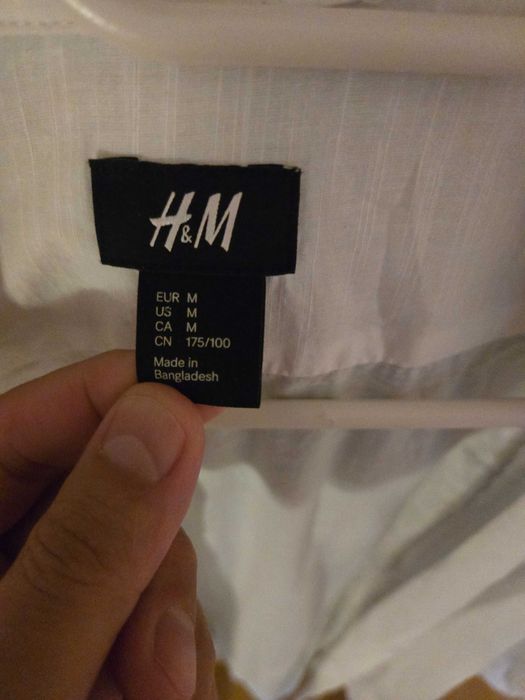 H&M
EUR M
US M
CA M
CN 175/100
Made in
Bangladesh